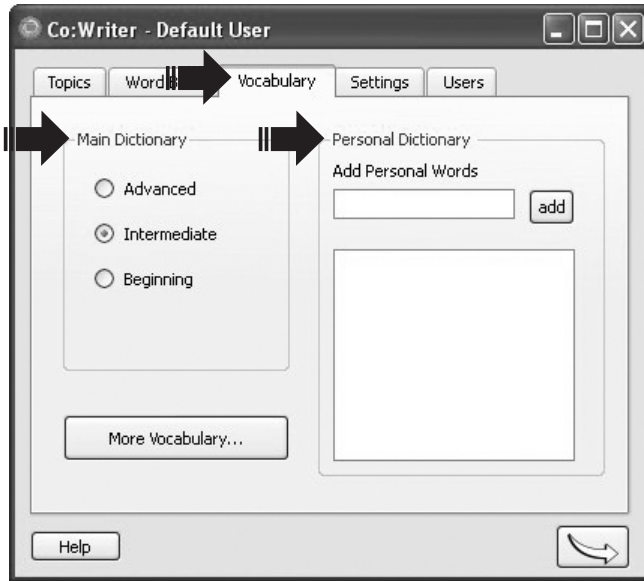 Co:Writer - Default User
Topics Word Vocabulary Settings Users
Main Dictionary
Advanced
Intermediate
Beginning
More Vocabulary...
Personal Dictionary
Add Personal Words
add
Help